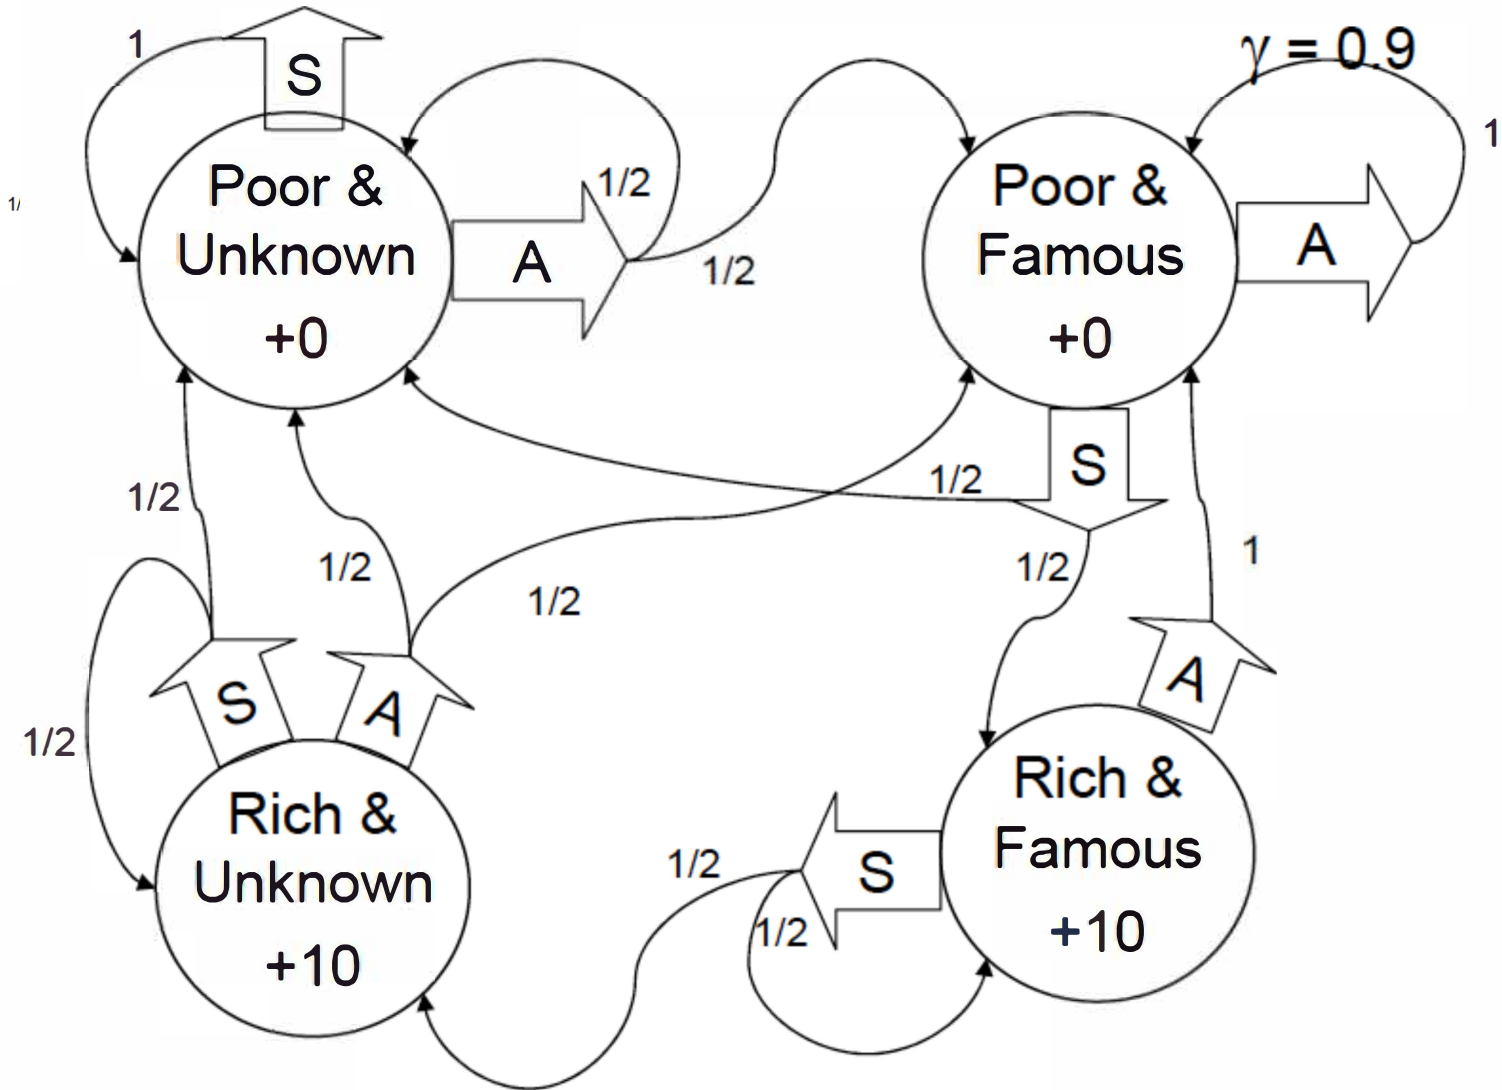 1
S
γ = 0.9
1
Poor &
Unknown
+0
1/2
A
1/2
Poor &
Famous
+0
A
1/
1/2
1/2
1/2
1/2
S
1/2
1
S
A
A
1/2
Rich &
Unknown
+10
1/2
1/2
S
Rich &
Famous
+10